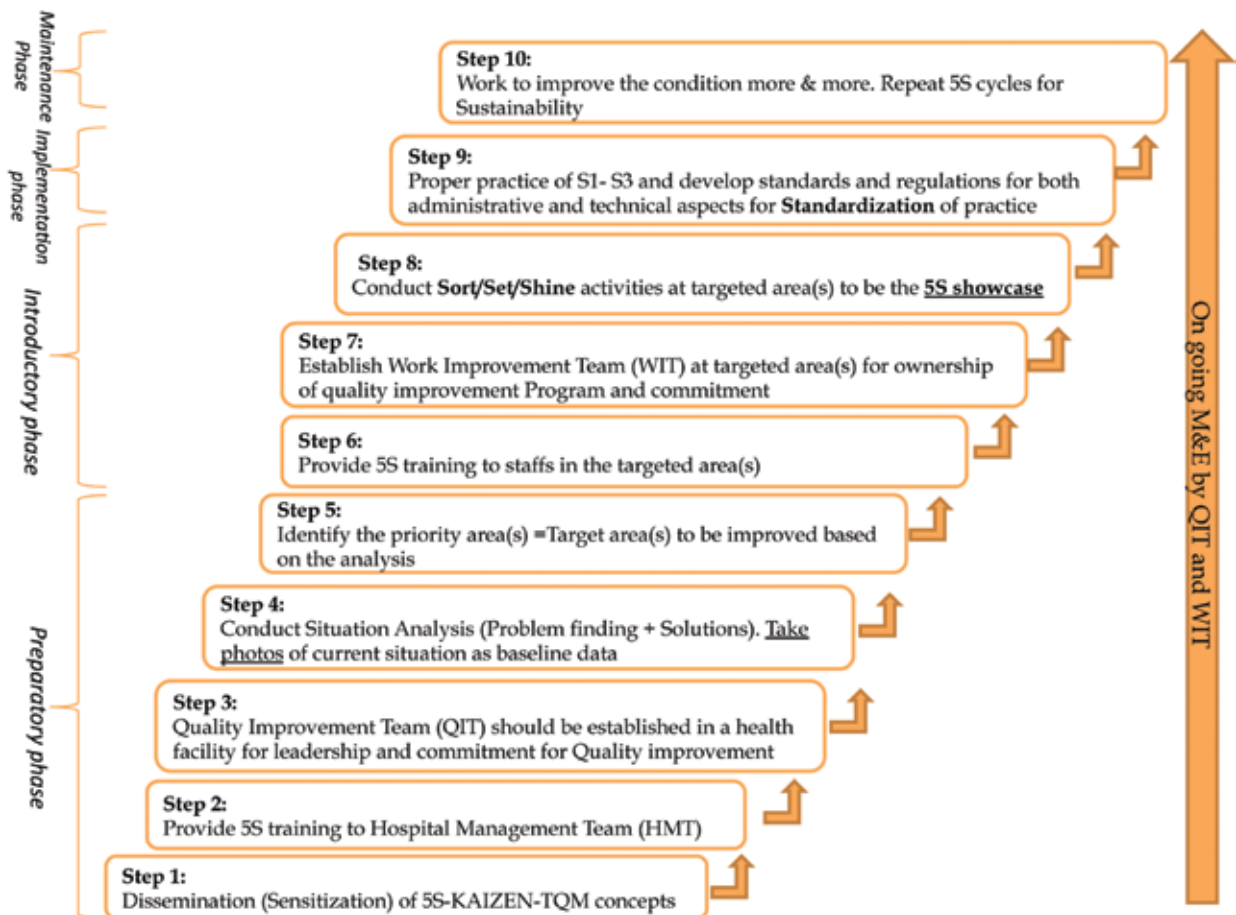 Maintenance
Phase
Step 10:
Work to improve the condition more & more. Repeat 5S cycles for
Sustainability
Implementation
phase
Step 9:
Proper practice of S1- S3 and develop standards and regulations for both
administrative and technical aspects for Standardization of practice
Introductory phase
Step 8:
Conduct Sort/Set/Shine activities at targeted area(s) to be the 5S showcase
Step 7:
Establish Work Improvement Team (WIT) at targeted area(s) for ownership
of quality improvement Program and commitment
Step 6:
Provide 5S training to staffs in the targeted area(s)
Preparatory phase
Step 5:
Identify the priority area(s) =Target area(s) to be improved based
on the analysis
Step 4:
Conduct Situation Analysis (Problem finding + Solutions). Take
photos of current situation as baseline data
Step 3:
Quality Improvement Team (QIT) should be established in a health
facility for leadership and commitment for Quality improvement
Step 2:
Provide 5S training to Hospital Management Team (HMT)
Step 1:
Dissemination (Sensitization) of 5S-KAIZEN-TQM concepts
On going M&E by QIT and WIT